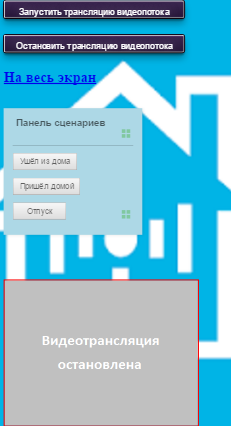 Запустить трансляцию видеопотока
Остановить трансляцию видеопотока
На весь экран
Панель сценариев
Ушёл из дома
Пришёл домой
Отпуск
Видеотрансляция
остановлена